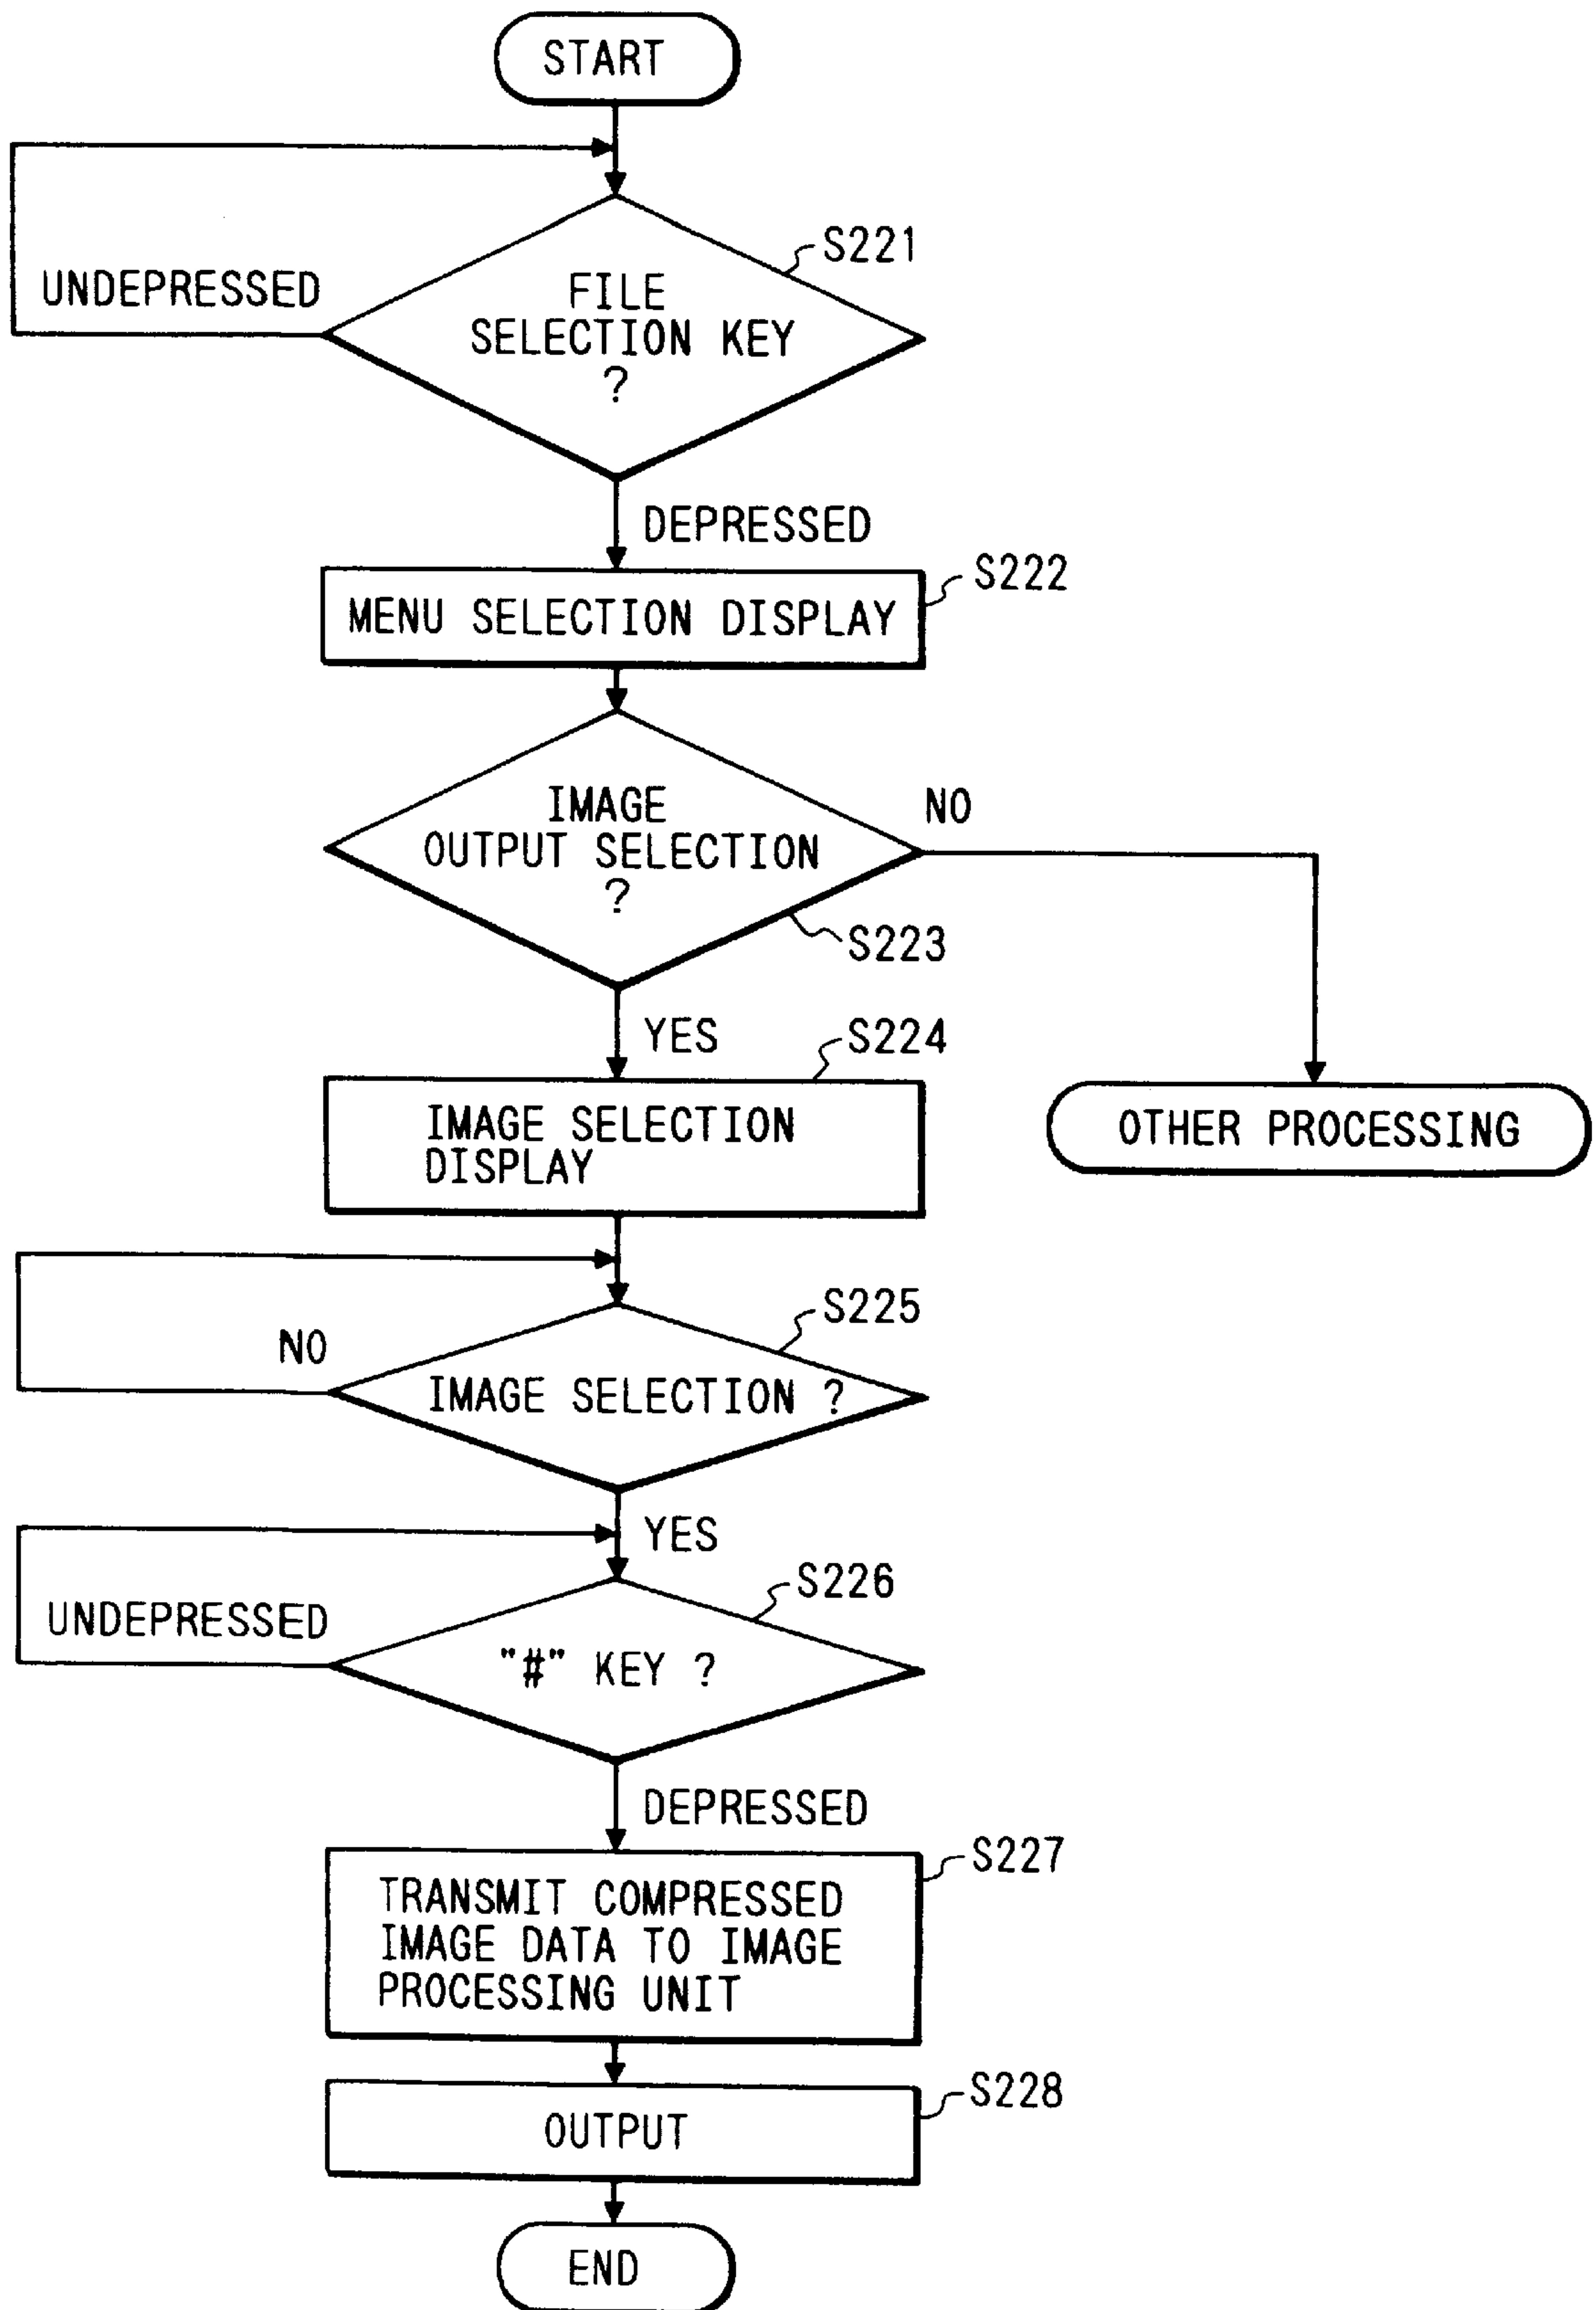 START
S221
UNDEPRESSED
FILE
SELECTION KEY
?
DEPRESSED
S222
MENU SELECTION DISPLAY
IMAGE
OUTPUT SELECTION
?
NO
S223
YES
S224
IMAGE SELECTION
DISPLAY
OTHER PROCESSING
S225
NO
IMAGE SELECTION ?
YES
S226
UNDEPRESSED
"#" KEY ?
DEPRESSED
S227
TRANSMIT COMPRESSED
IMAGE DATA TO IMAGE
PROCESSING UNIT
S228
OUTPUT
END